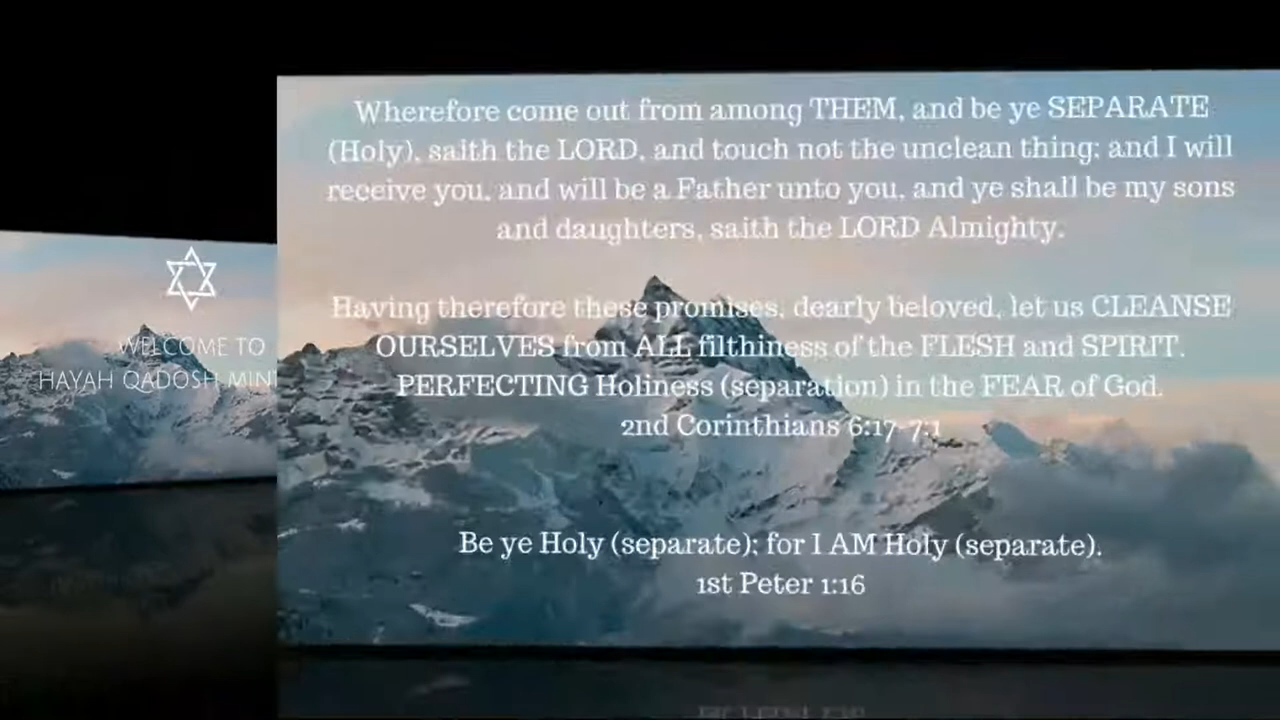 Wherefore come out from among THEM, and be ye SEPARATE
(Holy), saith the LORD, and touch not the unclean thing; and I will
receive you, and will be a Father unto you, and ye shall be my sons
and daughters, saith the LORD Almighty.
Having therefore these promises, dearly beloved, let us CLEANSE
OURSELVES from ALL filthiness of the FLESH and SPIRIT,
PERFECTING Holiness (separation) in the FEAR of God.
2nd Corinthians 6:17-7:1
Be ye Holy (separate); for I AM Holy (separate).
1st Peter 1:16
WELCOME TO
HAYAH QADOSH MINI